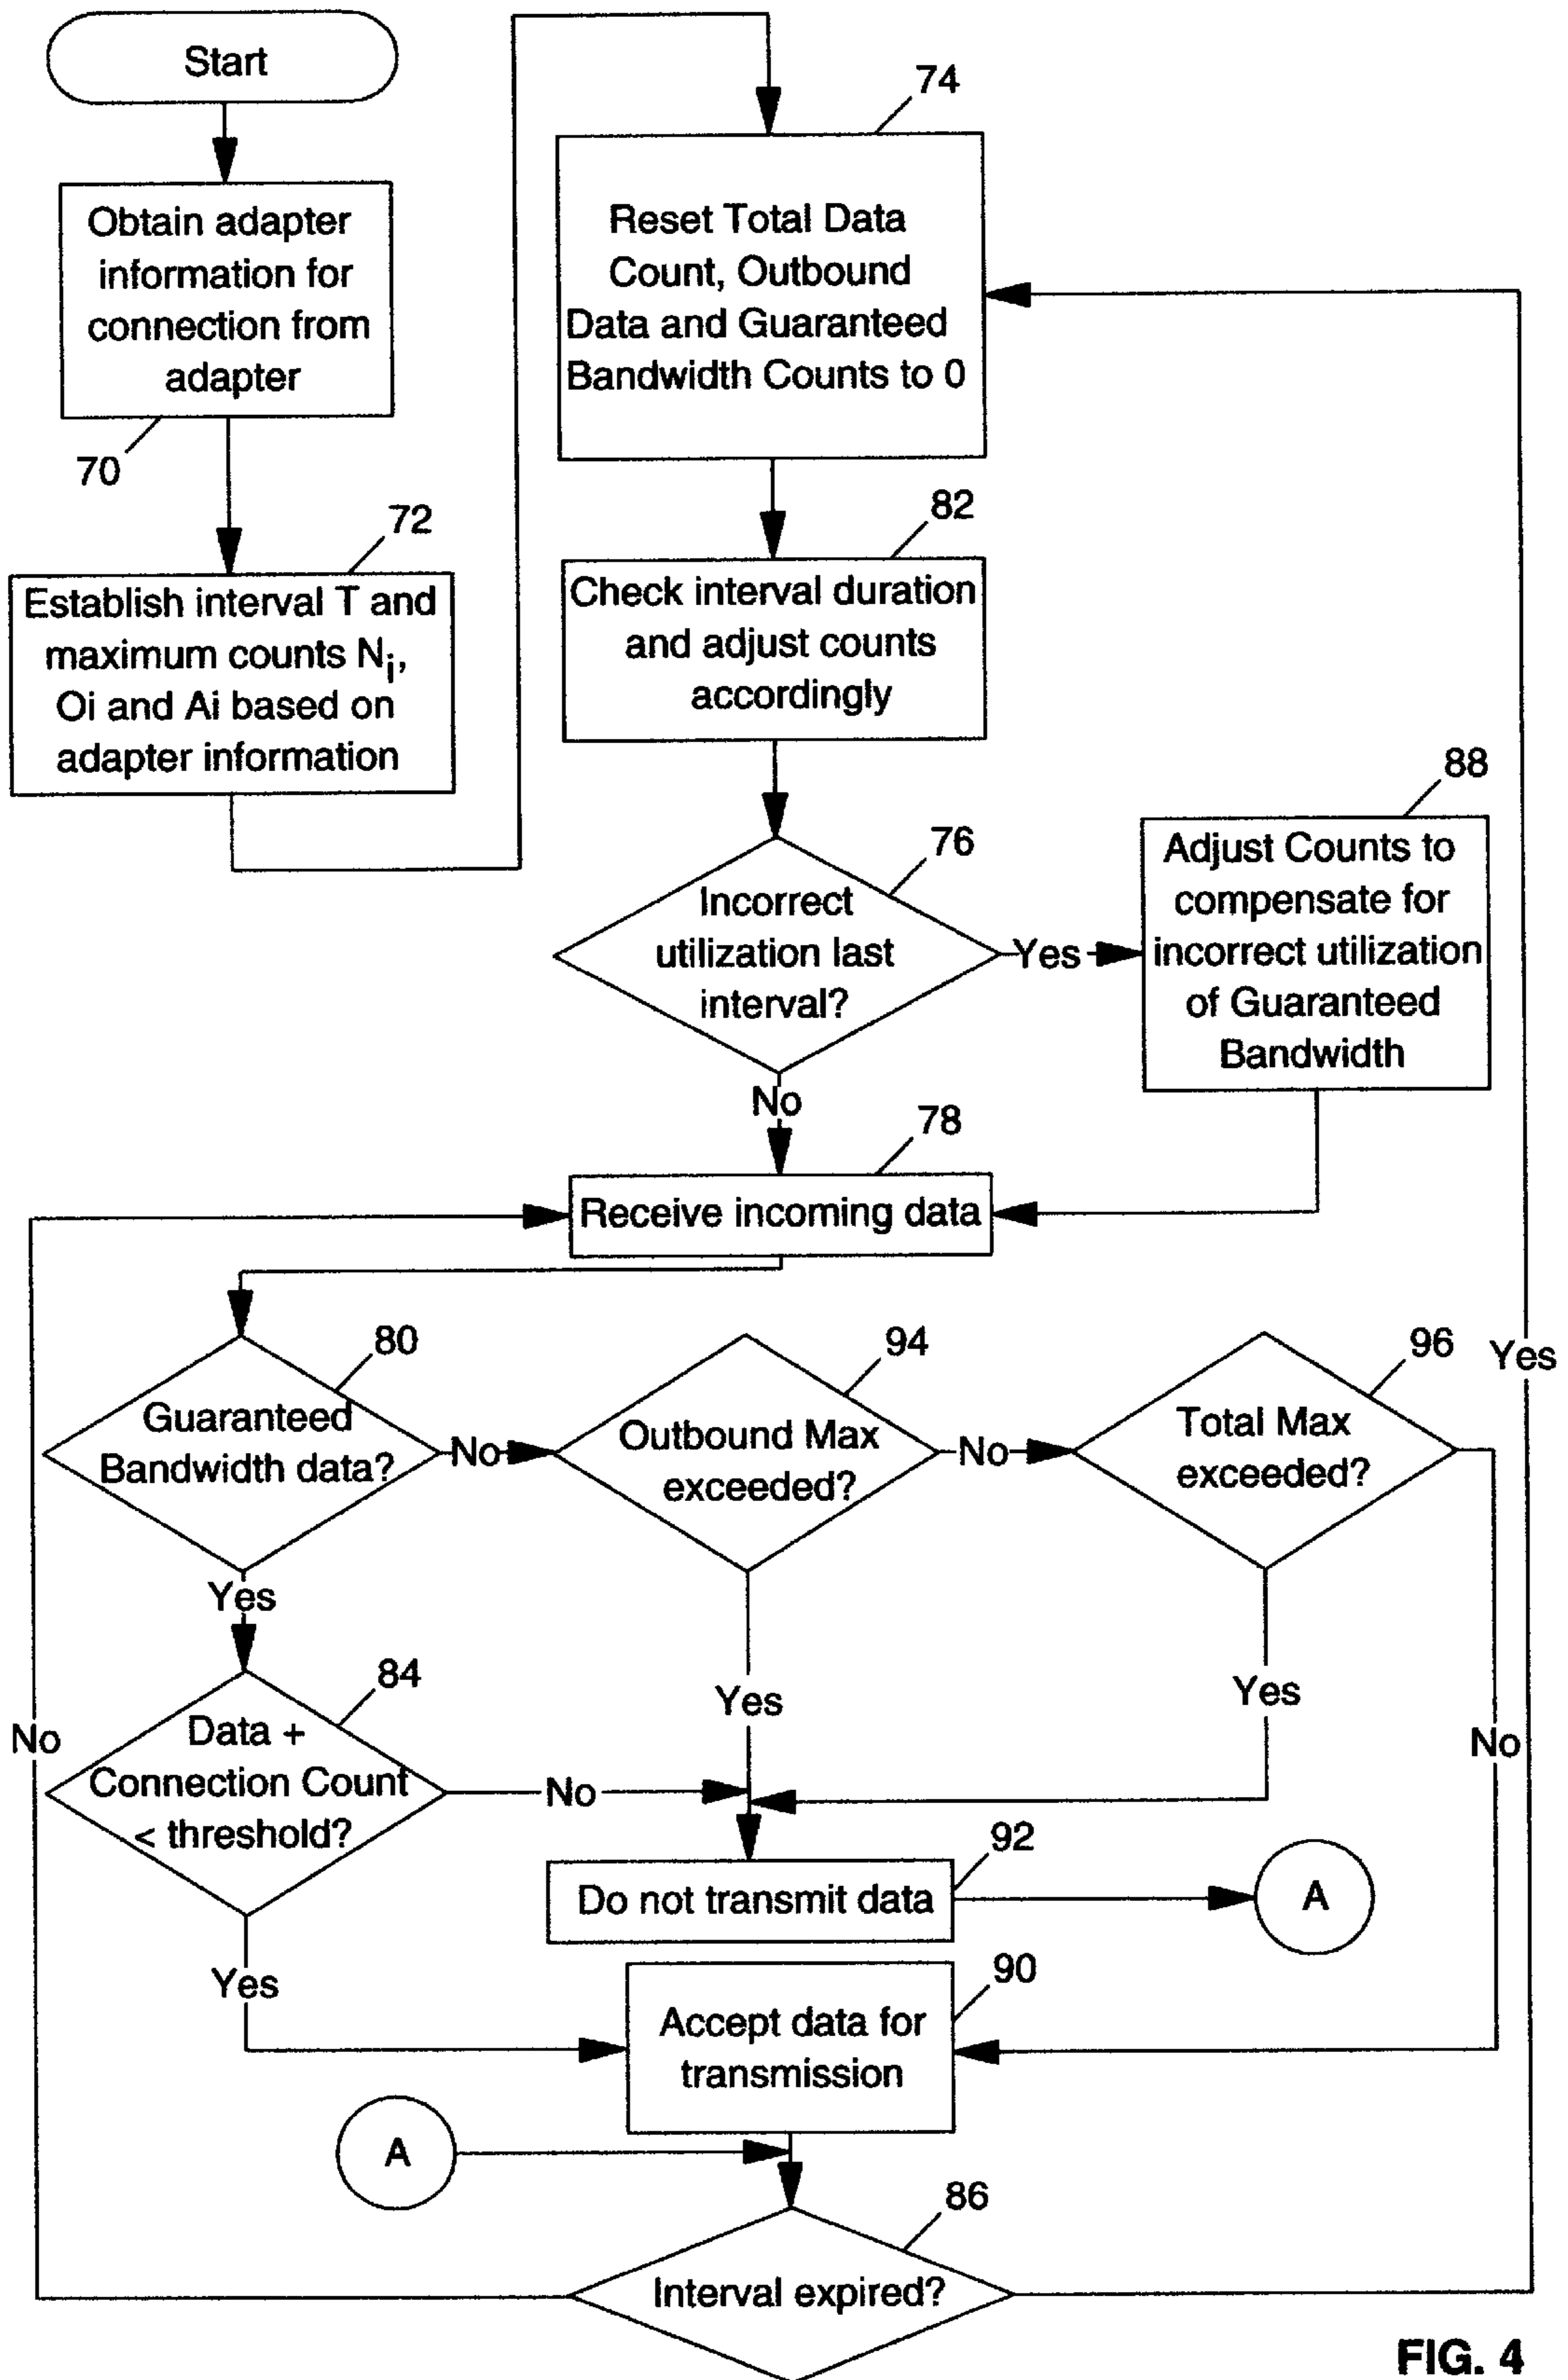 Start
Obtain adapter
information for
connection from
adapter
70
72
Establish interval T and
maximum counts Ni,
Oi and Ai based on
adapter information
74
Reset Total Data
Count, Outbound
Data and Guaranteed
Bandwidth Counts to 0
82
Check interval duration
and adjust counts
accordingly
76
Incorrect
utilization last
interval?
Yes
88
Adjust Counts to
compensate for
incorrect utilization
of Guaranteed
Bandwidth
No
78
Receive incoming data
80
Guaranteed
Bandwidth data?
No
94
Outbound Max
exceeded?
No
96
Total Max
exceeded?
Yes
Yes
84
Data +
Connection Count
< threshold?
No
No
Yes
Yes
No
92
Do not transmit data
A
Yes
90
Accept data for
transmission
A
86
Interval expired?
FIG. 4